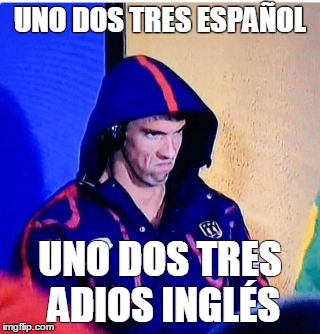 UNO DOS TRES ESPAÑOL
UNO DOS TRES
ADIOS INGLÉS
imgflip.com